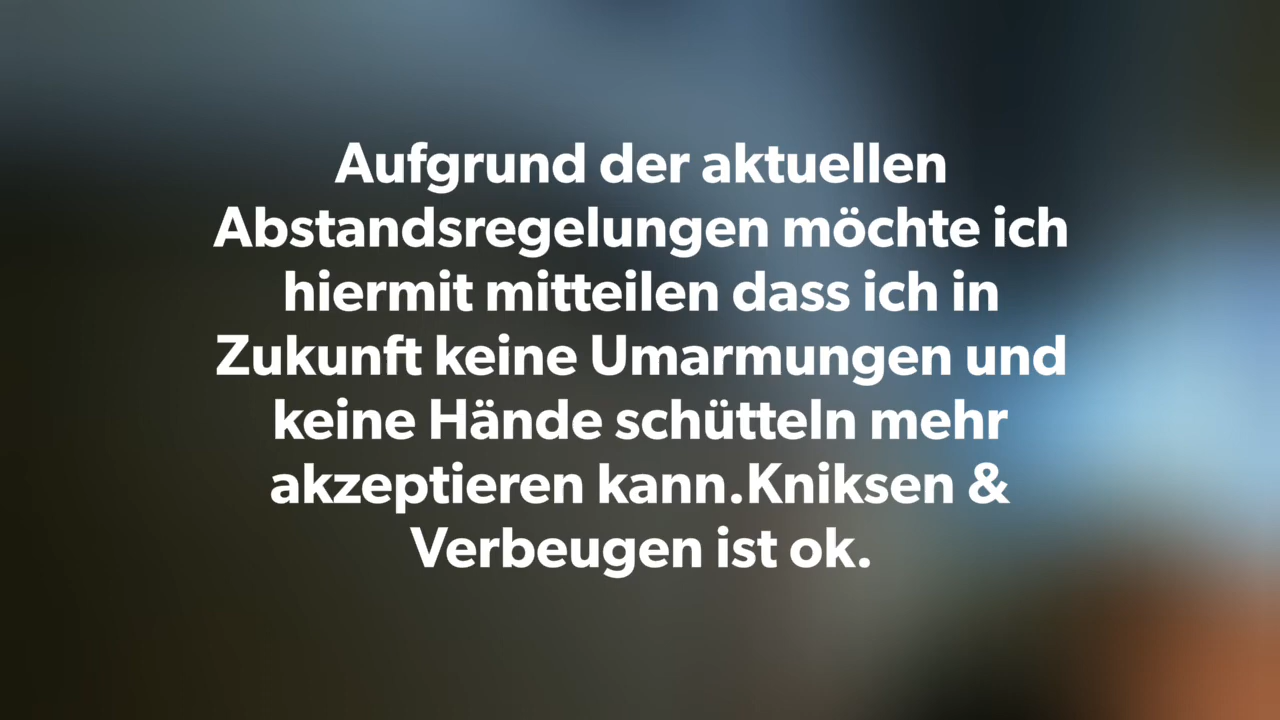 Aufgrund der aktuellen
Abstandsregelungen möchte ich
hiermit mitteilen dass ich in
Zukunft keine Umarmungen und
keine Hände schütteln mehr
akzeptieren kann.Kniksen &
Verbeugen ist ok.